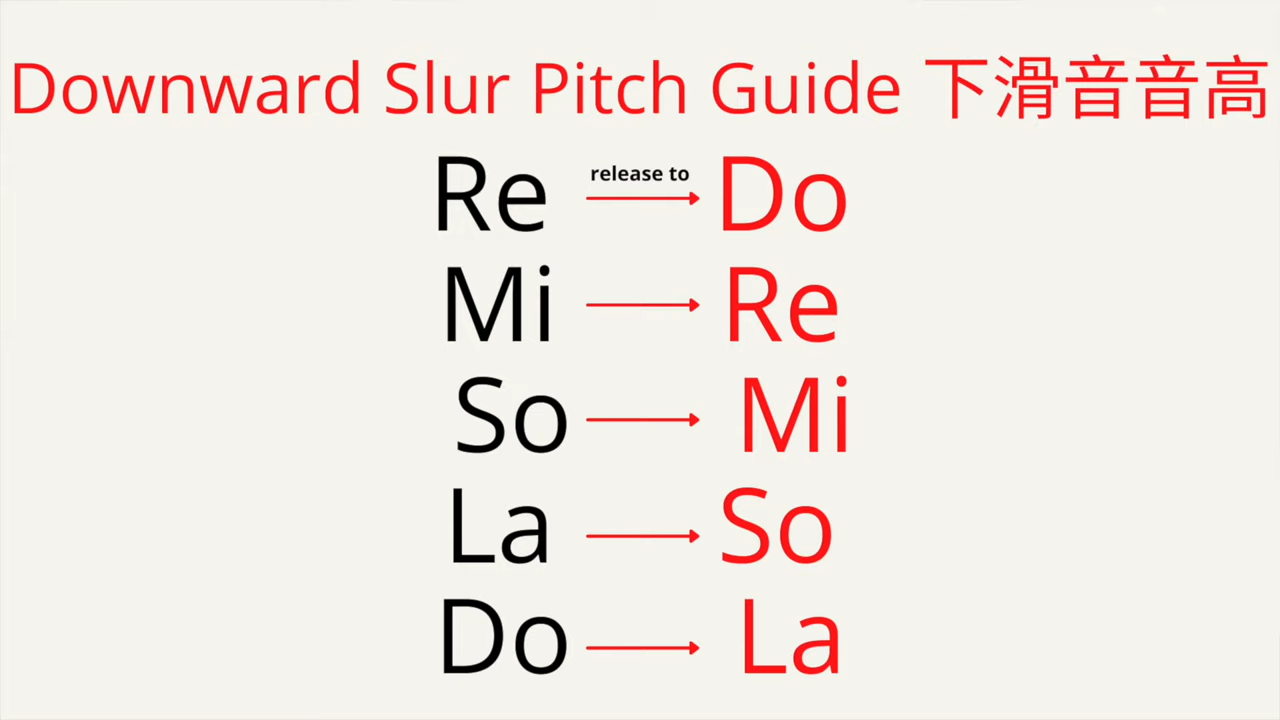 Downward Slur Pitch Guide 下滑音音高
Re release to Do
Mi Re
So Mi
La So
Do La